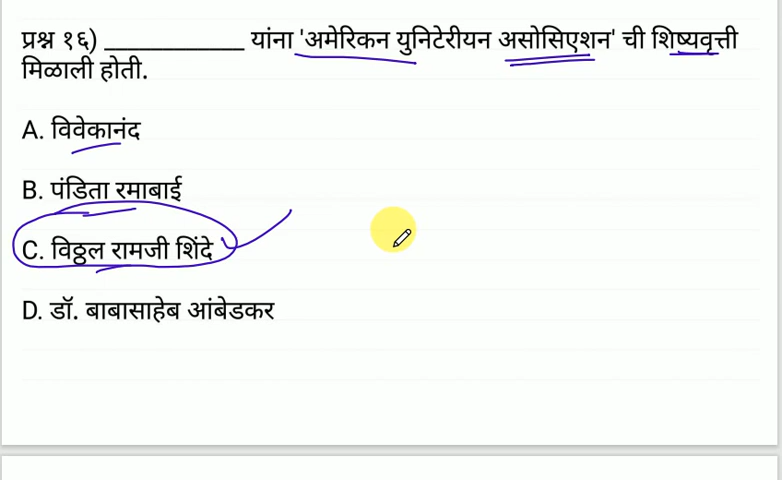 प्रश्न १६) ____________ यांना 'अमेरिकन युनिटेरीयन असोसिएशन' ची शिष्यवृत्ती
मिळाली होती.
A. विवेकानंद
B. पंडिता रमाबाई
C. विठ्ठल रामजी शिंदे
D. डॉ. बाबासाहेब आंबेडकर